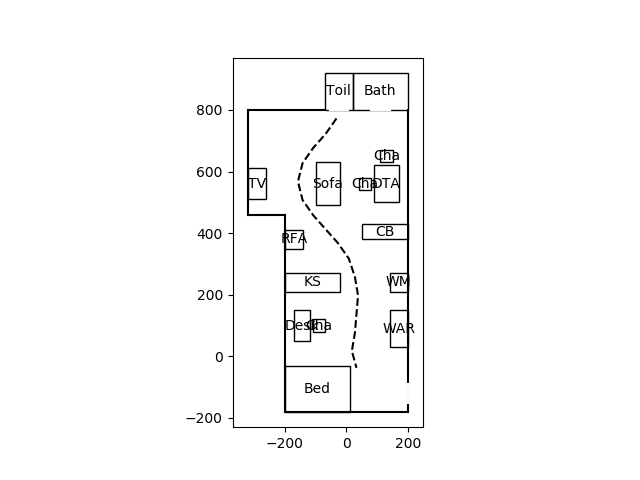 Toil Bath
800
Cha
600
TV Sofa Cha DTA
400
RFA CB
KS WM
200
Desk Cha WAR
0
Bed
−200
−200 0 200